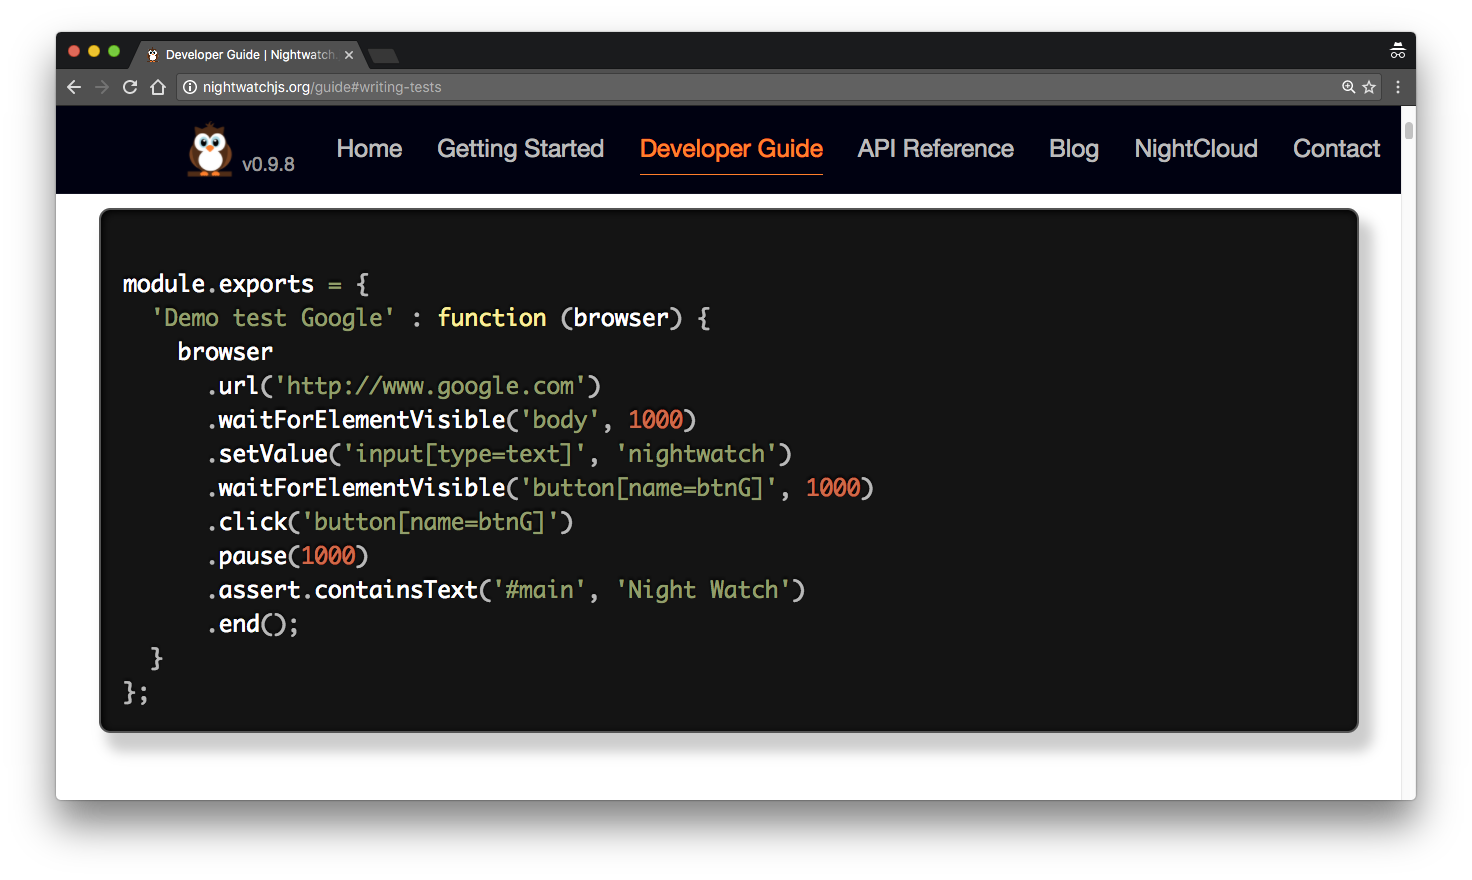 Developer Guide | Nightwatch.
nightwatchjs.org/guide#writing-tests
v0.9.8 Home Getting Started Developer Guide API Reference Blog NightCloud Contact
module.exports = {
  'Demo test Google' : function (browser) {
    browser
      .url('http://www.google.com')
      .waitForElementVisible('body', 1000)
      .setValue('input[type=text]', 'nightwatch')
      .waitForElementVisible('button[name=btnG]', 1000)
      .click('button[name=btnG]')
      .pause(1000)
      .assert.containsText('#main', 'Night Watch')
      .end();
  }
};